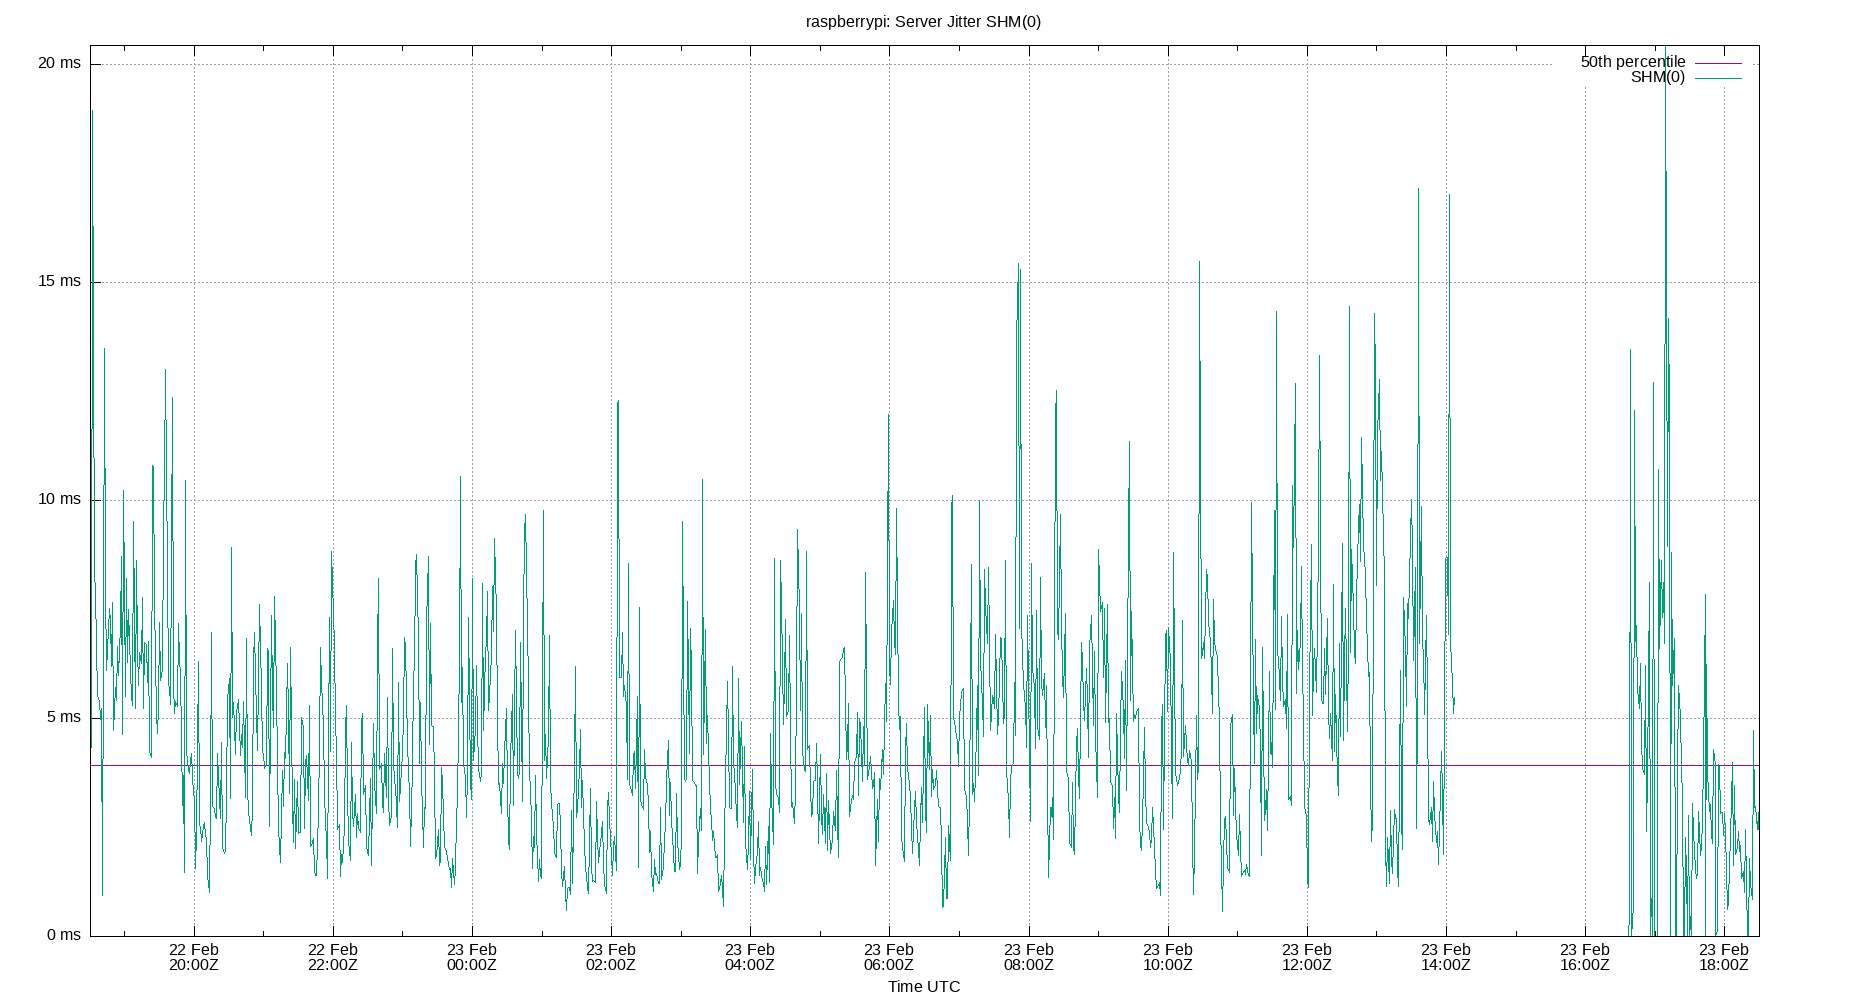 raspberrypi: Server Jitter SHM(0)
20 ms
15 ms
10 ms
5 ms
0 ms
50th percentile
SHM(0)
22 Feb 22 Feb 23 Feb 23 Feb 23 Feb 23 Feb 23 Feb 23 Feb 23 Feb 23 Feb 23 Feb 23 Feb
20:00Z 22:00Z 00:00Z 02:00Z 04:00Z 06:00Z 08:00Z 10:00Z 12:00Z 14:00Z 16:00Z 18:00Z
Time UTC